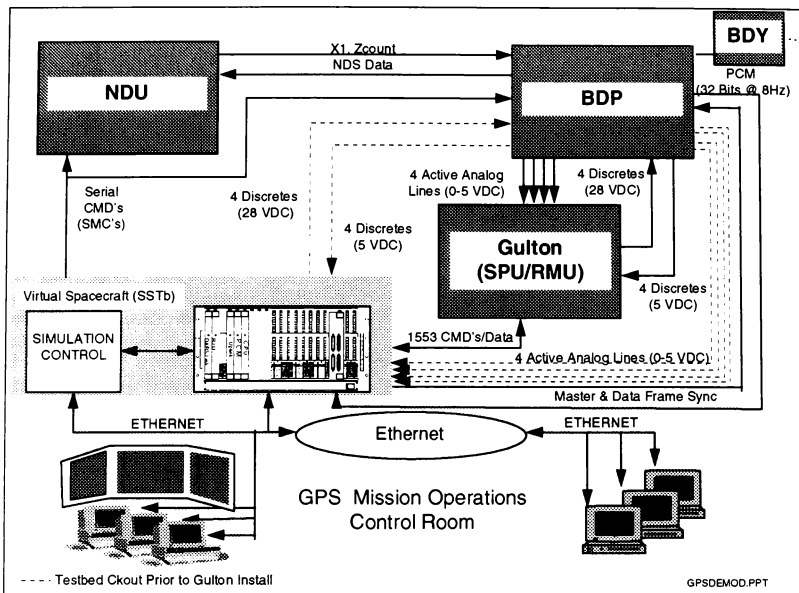 X1, Zcount
NDS Data
NDU
BDP
BDY
PCM
(32 Bits @ 8Hz)
Serial
CMD's
(SMC's)
4 Discretes
(28 VDC)
4 Discretes
(5 VDC)
4 Active Analog
Lines (0-5 VDC)
4 Discretes
(28 VDC)
Gulton
(SPU/RMU)
4 Discretes
(5 VDC)
Virtual Spacecraft (SSTb)
SIMULATION
CONTROL
1553 CMD's/Data
4 Active Analog Lines (0-5 VDC)
Master & Data Frame Sync
ETHERNET
Ethernet
ETHERNET
GPS Mission Operations
Control Room
---- Testbed Ckout Prior to Gulton Install
GPSDEMOD.PPT